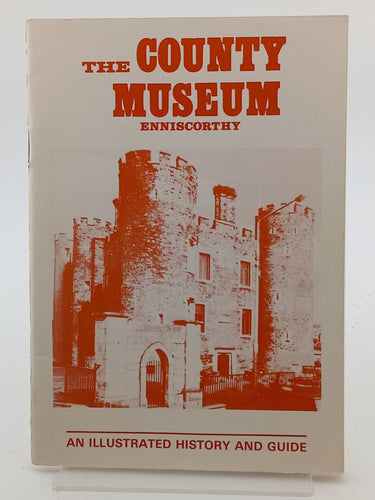 THE COUNTY
MUSEUM
ENNISCORTHY
AN ILLUSTRATED HISTORY AND GUIDE